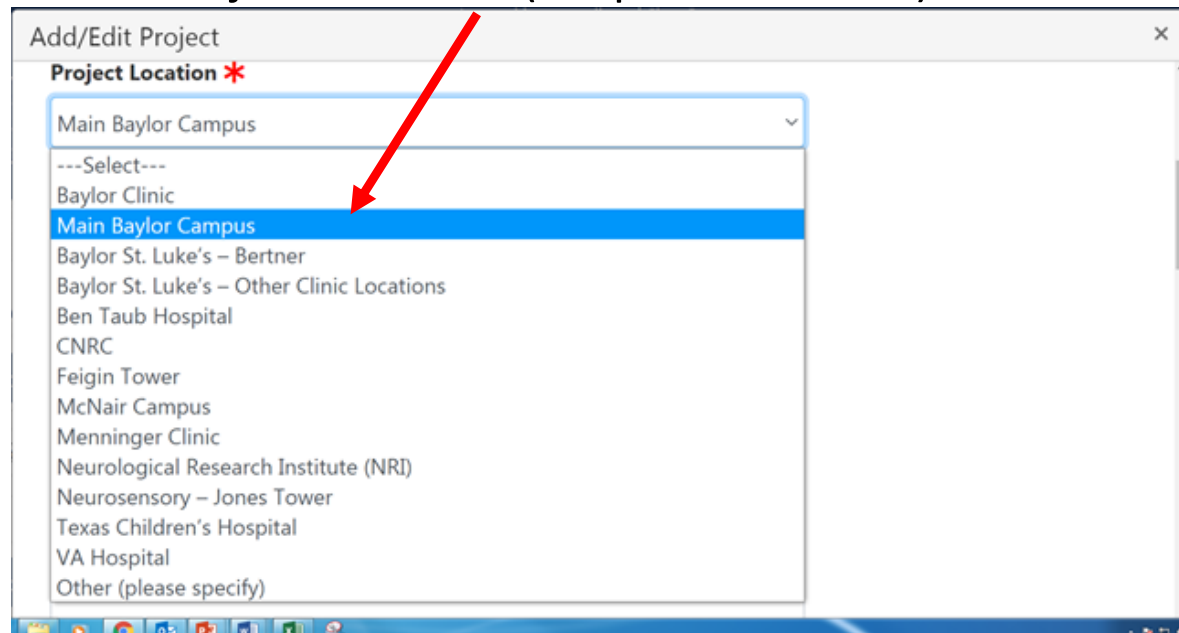 Add/Edit Project
Project Location *
Main Baylor Campus
---Select---
Baylor Clinic
Main Baylor Campus
Baylor St. Luke’s – Bertner
Baylor St. Luke’s – Other Clinic Locations
Ben Taub Hospital
CNRC
Feigin Tower
McNair Campus
Menninger Clinic
Neurological Research Institute (NRI)
Neurosensory – Jones Tower
Texas Children’s Hospital
VA Hospital
Other (please specify)